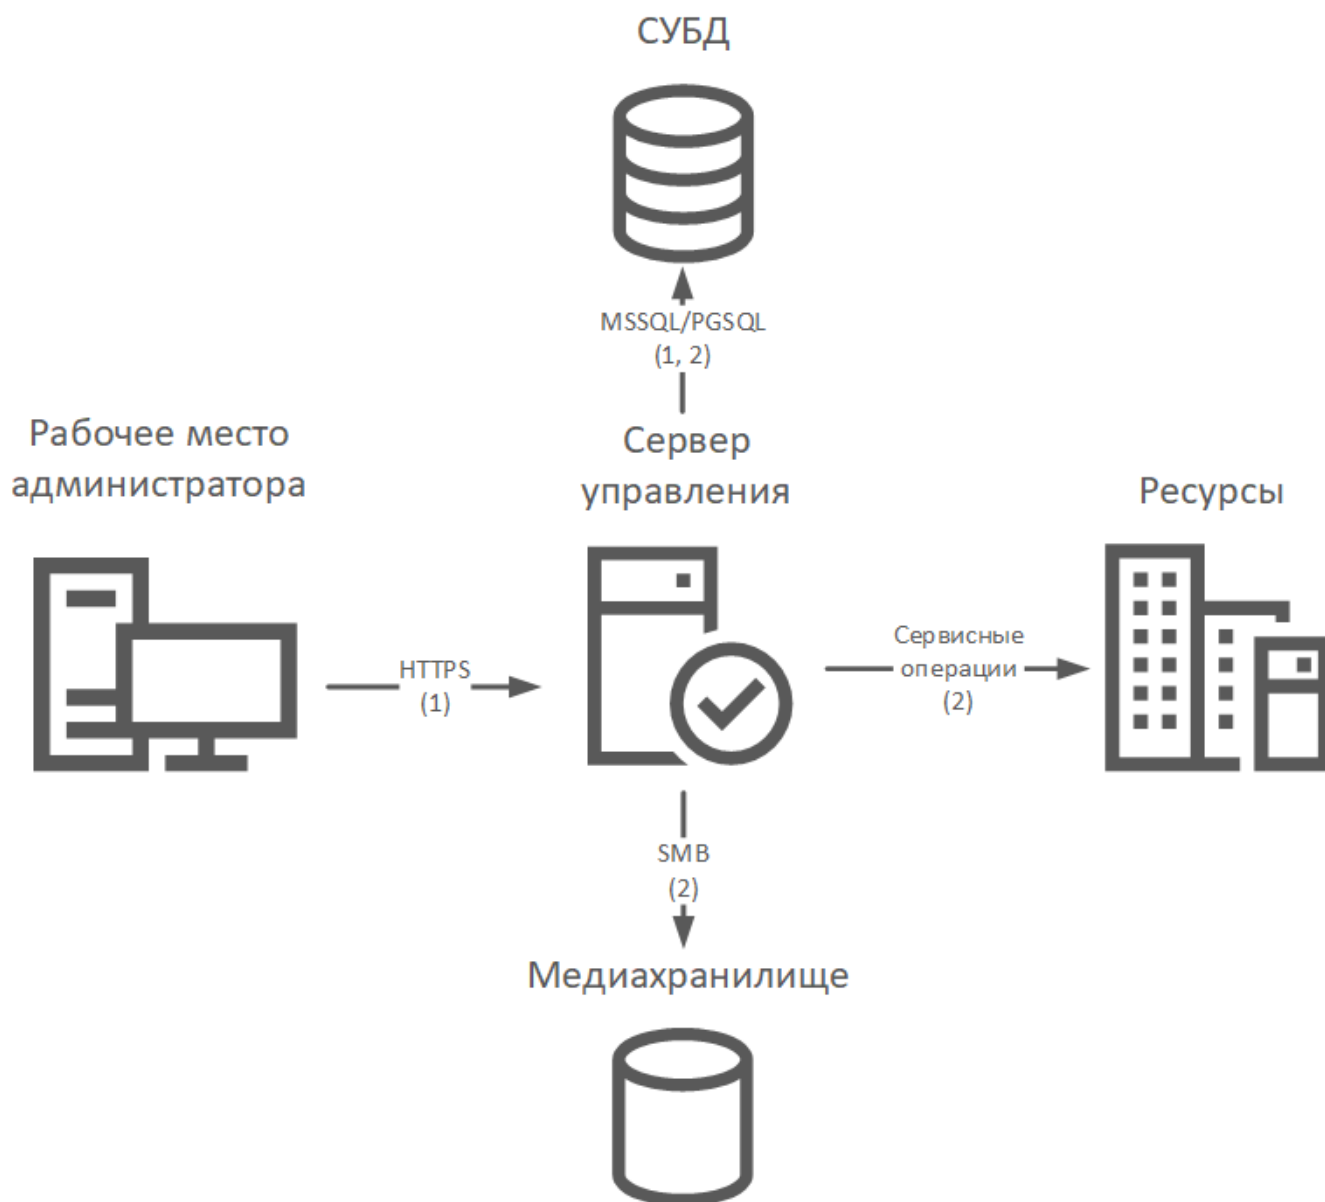 СУБД
MSSQL/PGSQL
(1, 2)
Рабочее место
администратора
Сервер
управления
Ресурсы
HTTPS
(1)
Сервисные
операции
(2)
SMB
(2)
Медиахранилище